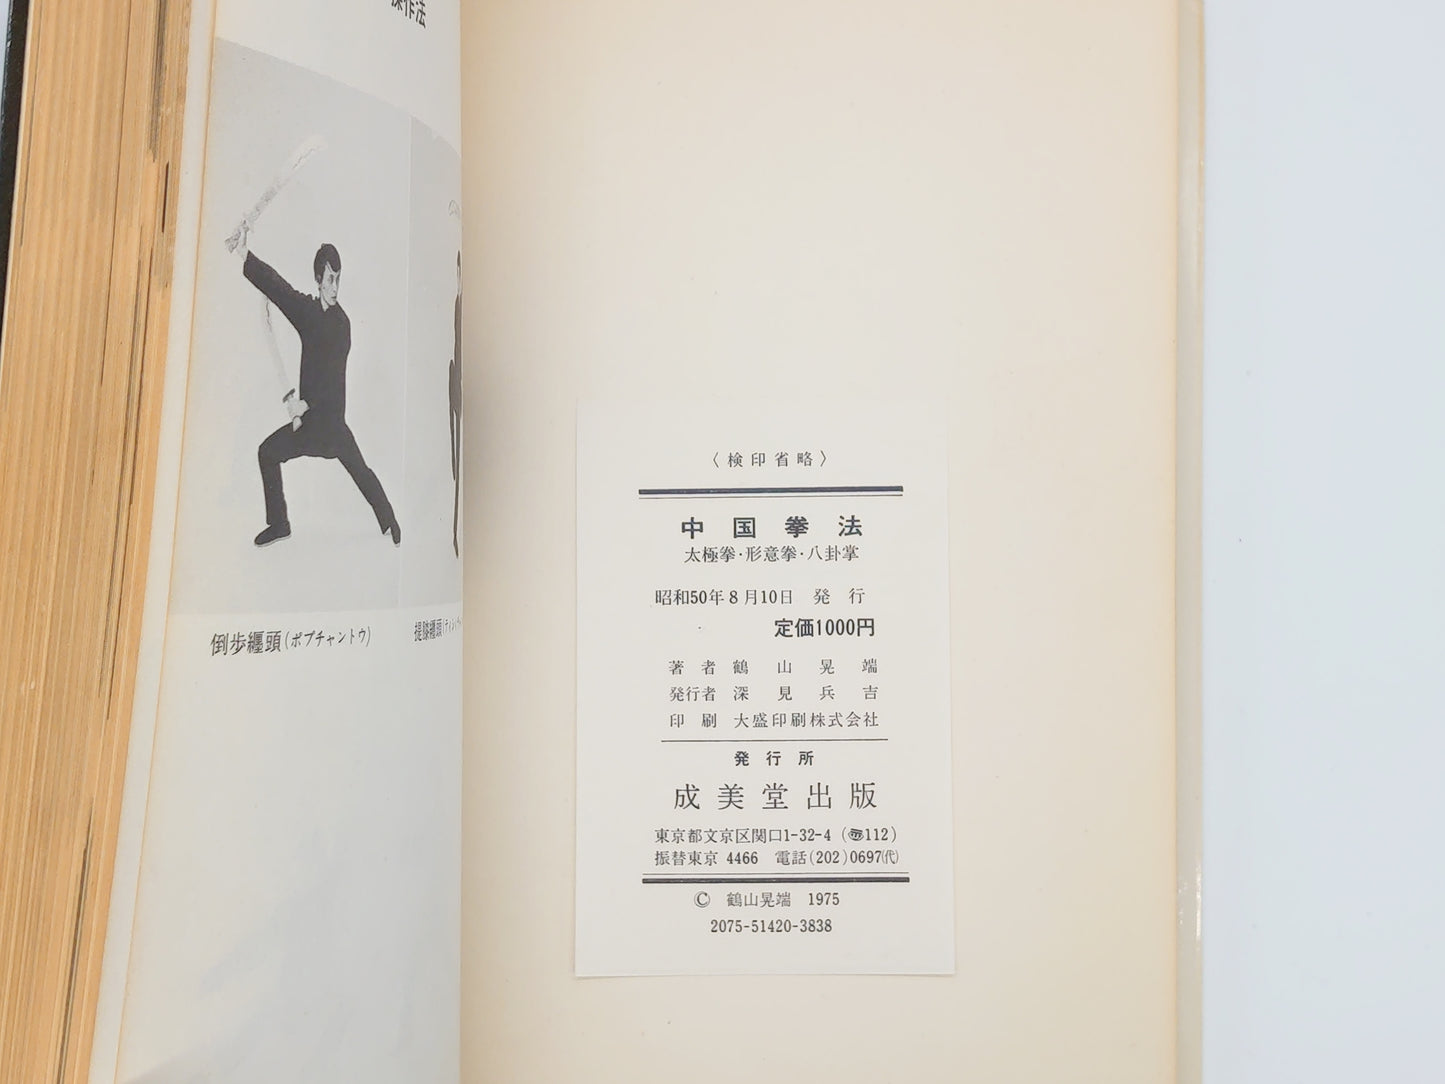 操作法
倒歩纒頭(ポブチャントウ)
〈検印省略〉
中国拳法
太極拳・形意拳・八卦掌
昭和50年8月10日 発行
定価1000円
著者 鶴山晃端
発行者 深見兵吉
印刷 大盛印刷株式会社
発行所
成美堂出版
東京都文京区関口1-32-4 (〠112)
振替東京 4466 電話(202)0697(代)
© 鶴山晃端 1975
2075-51420-3838